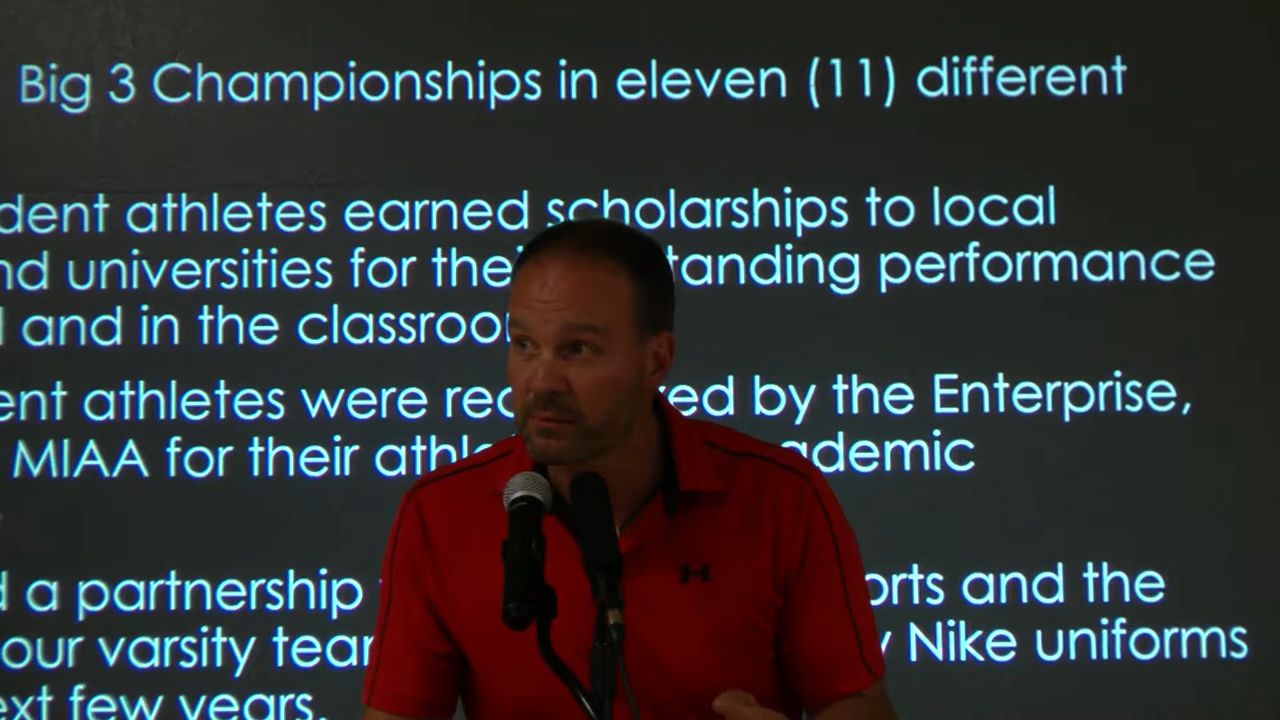 Big 3 Championships in eleven (11) different
dent athletes earned scholarships to local
nd universities for thei tanding performance
and in the classroo
ent athletes were rec ed by the Enterprise,
MIAA for their athl ademic
d a partnership orts and the
our varsity tear y Nike uniforms
ext few years.